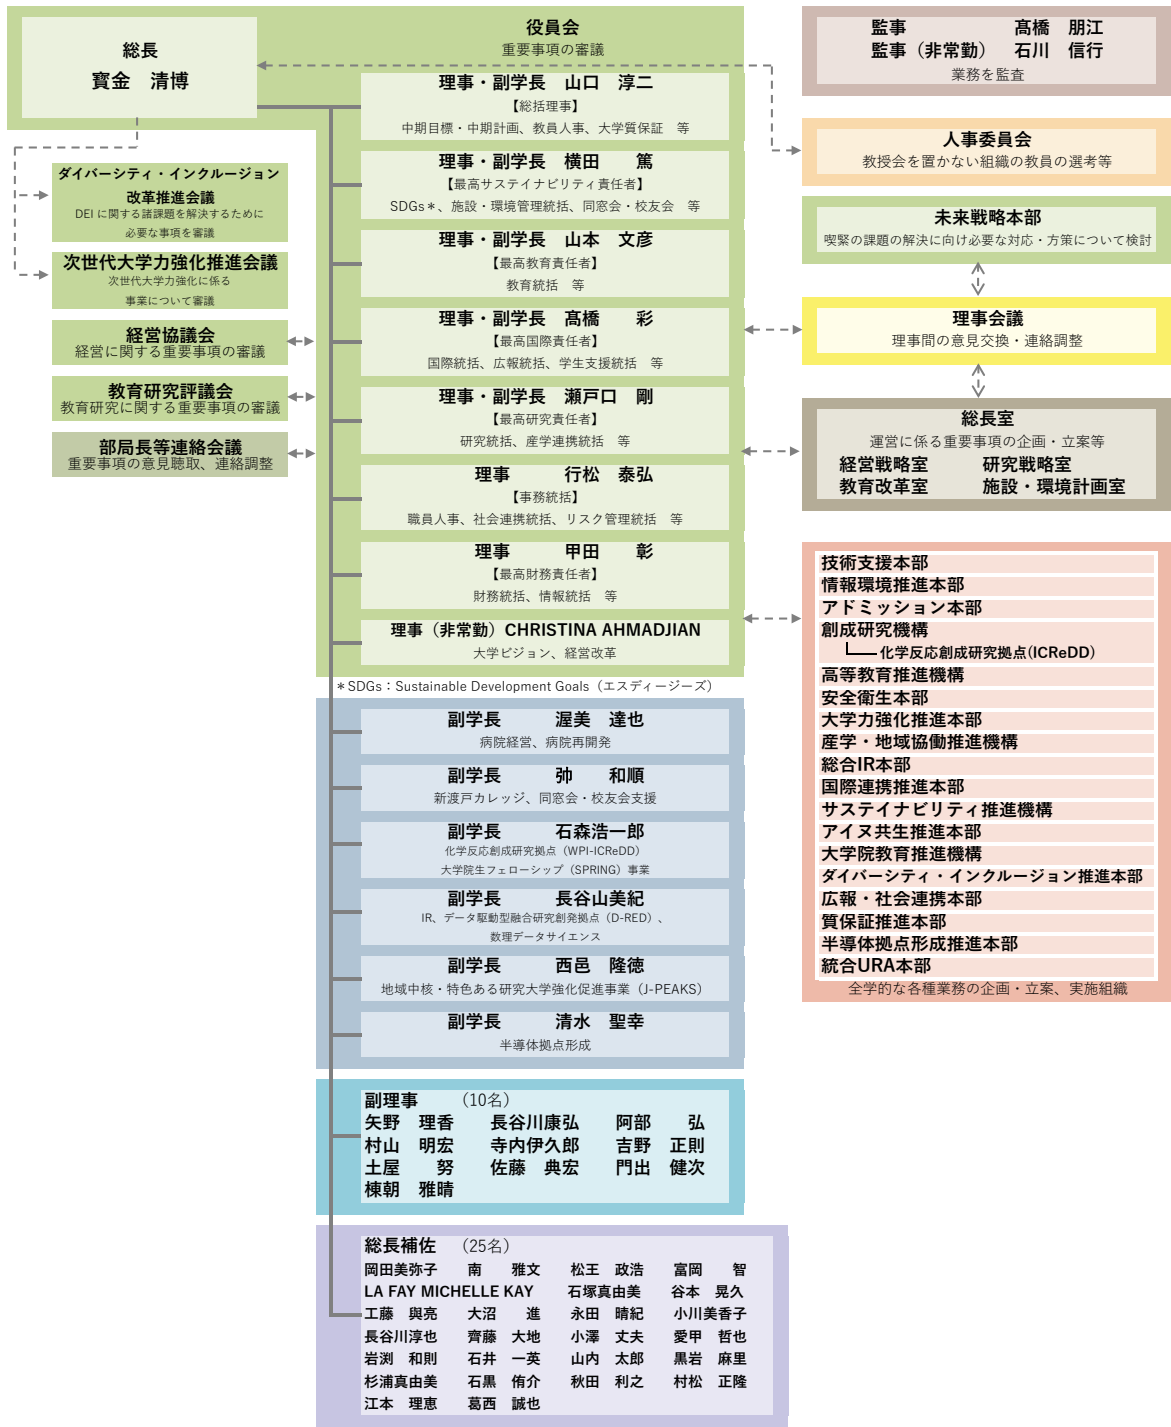 総長
寳金　清博
役員会
重要事項の審議
理事・副学長　山口　淳二
【総括理事】
中期目標・中期計画、教員人事、大学質保証　等
理事・副学長　横田　　篤
【最高サステイナビリティ責任者】
SDGs＊、施設・環境管理統括、同窓会・校友会　等
理事・副学長　山本　文彦
【最高教育責任者】
教育統括　等
理事・副学長　髙橋　　彩
【最高国際責任者】
国際統括、広報統括、学生支援統括　等
理事・副学長　瀬戸口　剛
【最高研究責任者】
研究統括、産学連携統括　等
理事　　　行松　泰弘
【事務統括】
職員人事、社会連携統括、リスク管理統括　等
理事　　　甲田　　彰
【最高財務責任者】
財務統括、情報統括　等
理事（非常勤）CHRISTINA AHMADJIAN
大学ビジョン、経営改革
＊SDGs：Sustainable Development Goals（エスディージーズ）
ダイバーシティ・インクルージョン
改革推進会議
DEI に関する諸課題を解決するために
必要な事項を審議
次世代大学力強化推進会議
次世代大学力強化に係る
事業について審議
経営協議会
経営に関する重要事項の審議
教育研究評議会
教育研究に関する重要事項の審議
部局長等連絡会議
重要事項の意見聴取、連絡調整
副学長　　　渥美　達也
病院経営、病院再開発
副学長　　　弥　　和順
新渡戸カレッジ、同窓会・校友会支援
副学長　　　石森浩一郎
化学反応創成研究拠点（WPI-ICReDD）
大学院生フェローシップ（SPRING）事業
副学長　　　長谷山美紀
IR、データ駆動型融合研究創発拠点（D-RED）、
数理データサイエンス
副学長　　　西邑　隆徳
地域中核・特色ある研究大学強化促進事業（J-PEAKS）
副学長　　　清水　聖幸
半導体拠点形成
副理事　　（10名）
矢野　理香　　長谷川康弘　　阿部　　弘
村山　明宏　　寺内伊久郎　　吉野　正則
土屋　　努　　佐藤　典宏　　門出　健次
棟朝　雅晴
総長補佐　（25名）
岡田美弥子　　南　　雅文　　松王　政浩　　富岡　　智
LA FAY MICHELLE KAY　　石塚真由美　　谷本　晃久
工藤　與亮　　大沼　　進　　永田　晴紀　　小川美香子
長谷川淳也　　齊藤　大地　　小澤　丈夫　　愛甲　哲也
岩渕　和則　　石井　一英　　山内　太郎　　黒岩　麻里
杉浦真由美　　石黒　侑介　　秋田　利之　　村松　正隆
江本　理恵　　葛西　誠也
監事　　　　　髙橋　朋江
監事（非常勤）　石川　信行
業務を監査
人事委員会
教授会を置かない組織の教員の選考等
未来戦略本部
喫緊の課題の解決に向け必要な対応・方策について検討
理事会議
理事間の意見交換・連絡調整
総長室
運営に係る重要事項の企画・立案等
経営戦略室　　　研究戦略室
教育改革室　　　施設・環境計画室
技術支援本部
情報環境推進本部
アドミッション本部
創成研究機構
化学反応創成研究拠点(ICReDD)
高等教育推進機構
安全衛生本部
大学力強化推進本部
産学・地域協働推進機構
総合IR本部
国際連携推進本部
サステイナビリティ推進機構
アイヌ共生推進本部
大学院教育推進機構
ダイバーシティ・インクルージョン推進本部
広報・社会連携本部
質保証推進本部
半導体拠点形成推進本部
統合URA本部
全学的な各種業務の企画・立案、実施組織